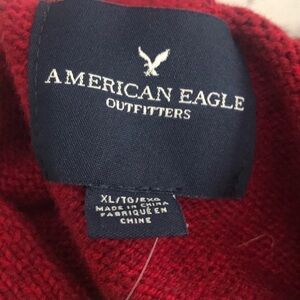 AMERICAN EAGLE
OUTFITTERS
XL/TG/EXG
MADE IN CHINA
FABRIQUÉ EN
CHINE